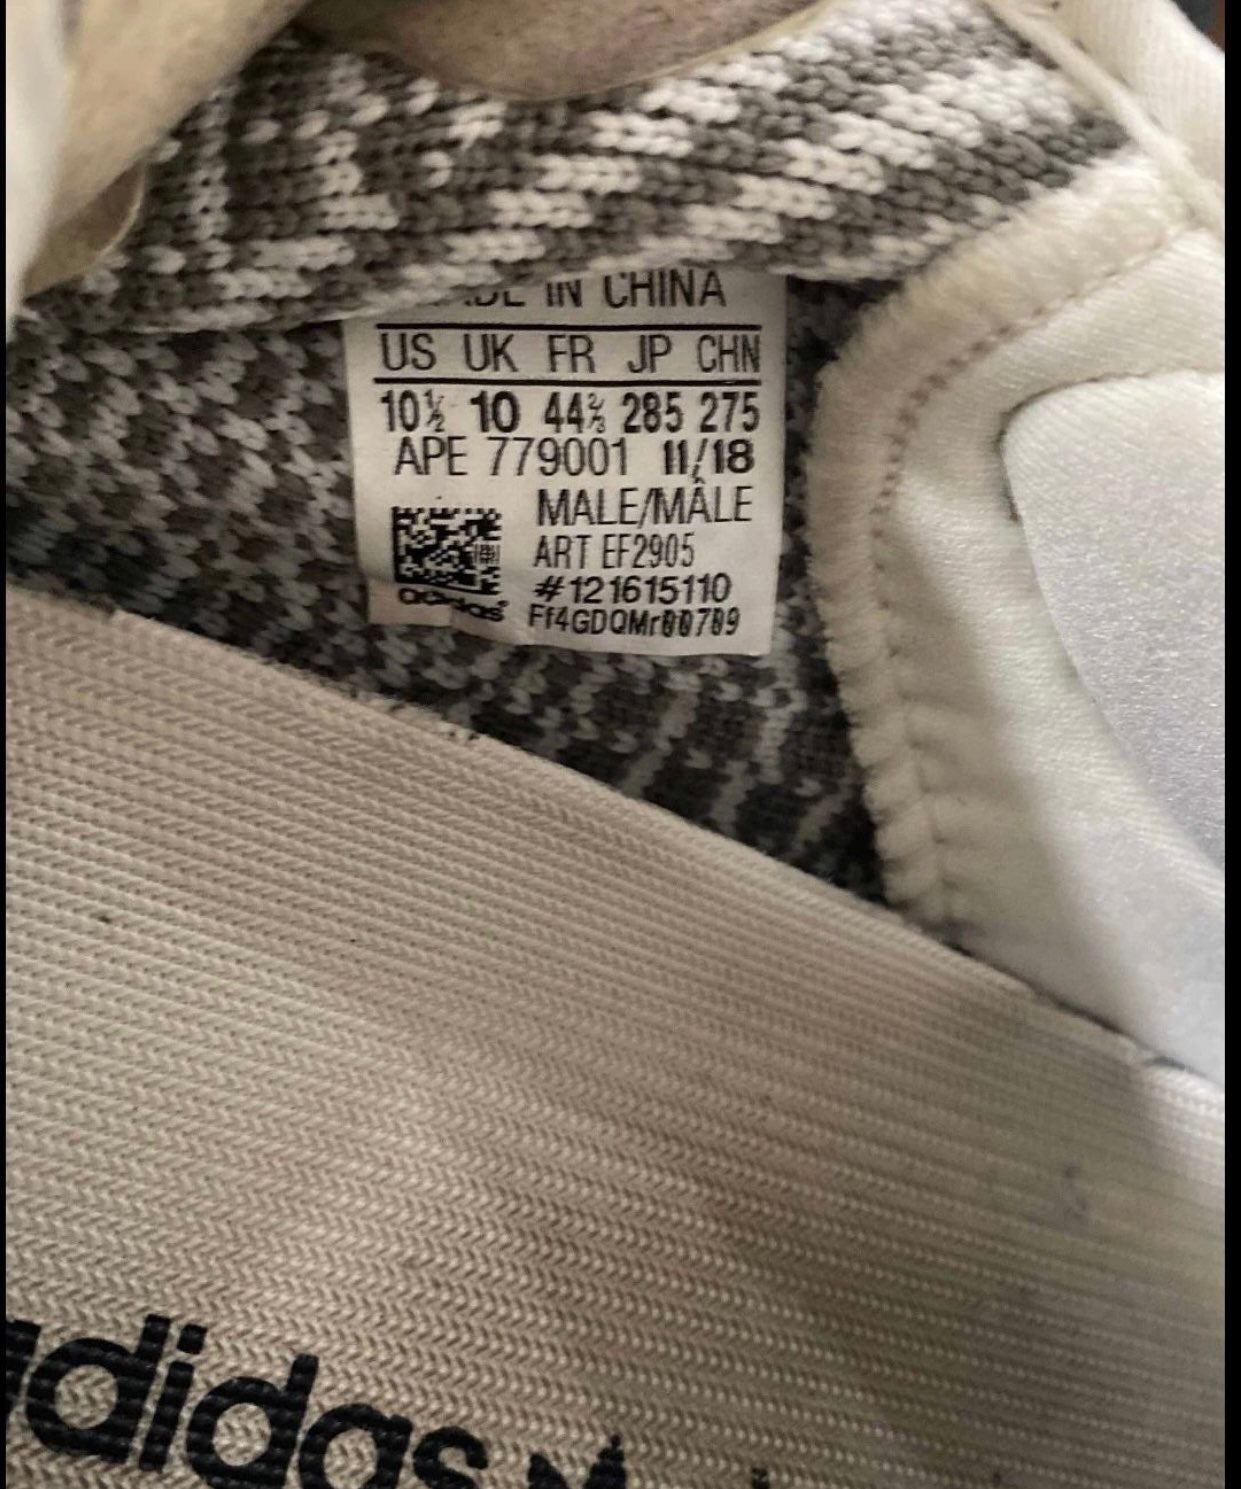 MADE IN CHINA
US UK FR JP CHN
10½ 10 44⅔ 285 275
APE 779001 11/18
MALE/MÂLE
ART EF2905
#121615110
adidas® Ff4GDQMr00709
adidas